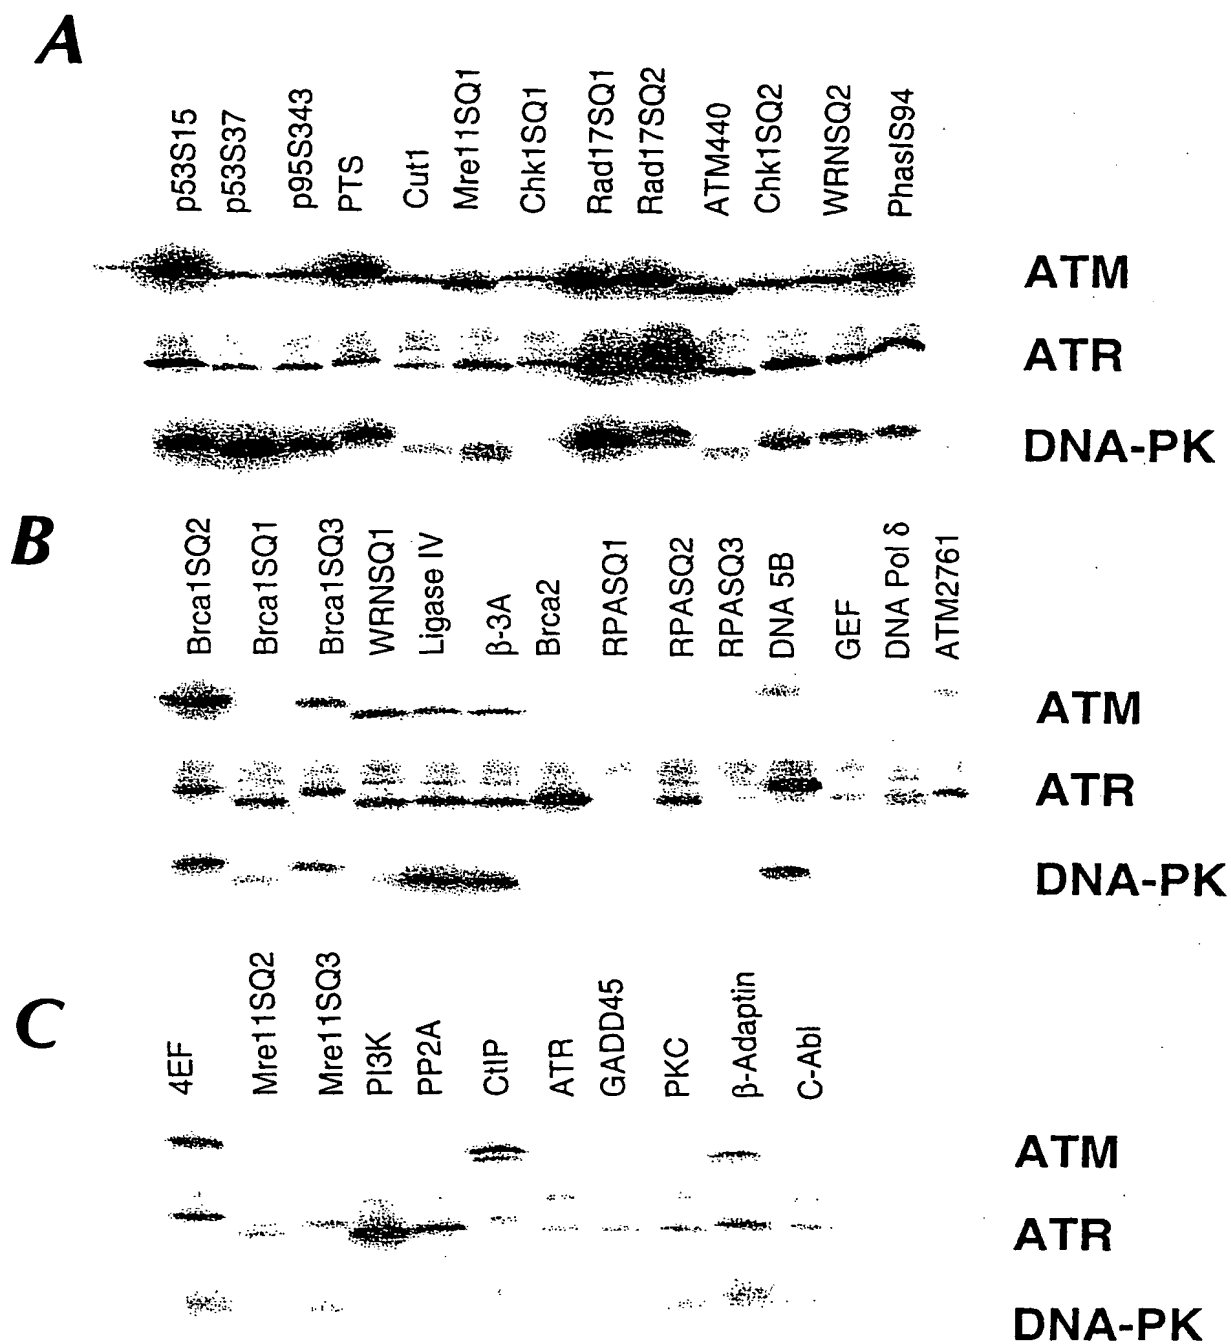 A
p53S15
p53S37
p95S343
PTS
Cut1
Mre11SQ1
Chk1SQ1
Rad17SQ1
Rad17SQ2
ATM440
Chk1SQ2
WRNSQ2
PhasIS94
ATM
ATR
DNA-PK
B
Brca1SQ2
Brca1SQ1
Brca1SQ3
WRNSQ1
Ligase IV
β-3A
Brca2
RPASQ1
RPASQ2
RPASQ3
DNA 5B
GEF
DNA Pol δ
ATM2761
ATM
ATR
DNA-PK
C
4EF
Mre11SQ2
Mre11SQ3
PI3K
PP2A
CtIP
ATR
GADD45
PKC
β-Adaptin
C-Abl
ATM
ATR
DNA-PK